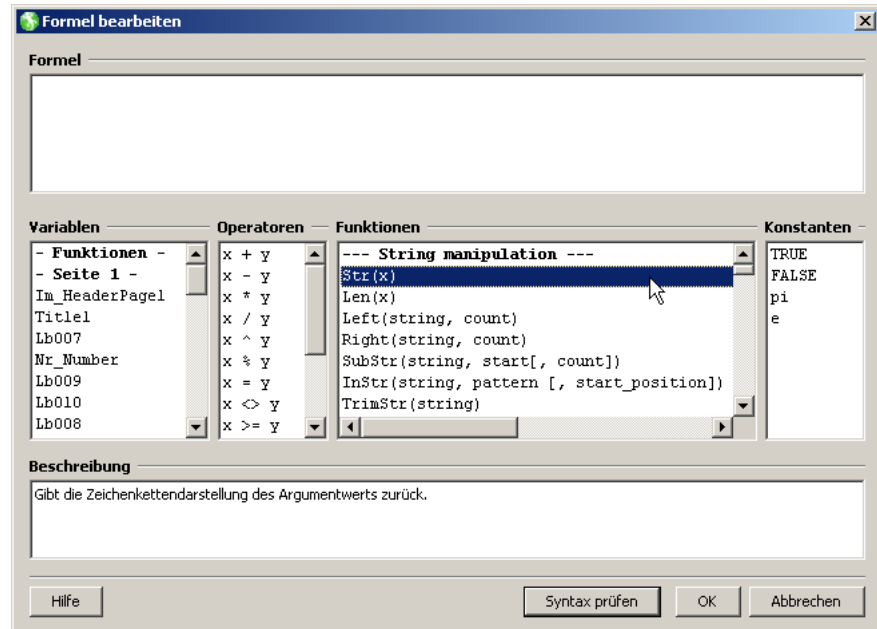 Formel bearbeiten
Formel
Variablen
- Funktionen -
- Seite 1 -
Im_HeaderPage1
Title1
Lb007
Nr_Number
Lb009
Lb010
Lb008
Operatoren
x + y
x - y
x * y
x / y
x ^ y
x % y
x = y
x <> y
x >= y
Funktionen
--- String manipulation ---
Str(x)
Len(x)
Left(string, count)
Right(string, count)
SubStr(string, start[, count])
InStr(string, pattern [, start_position])
TrimStr(string)
Konstanten
TRUE
FALSE
pi
e
Beschreibung
Gibt die Zeichenkettendarstellung des Argumentwerts zurück.
Hilfe
Syntax prüfen
OK
Abbrechen